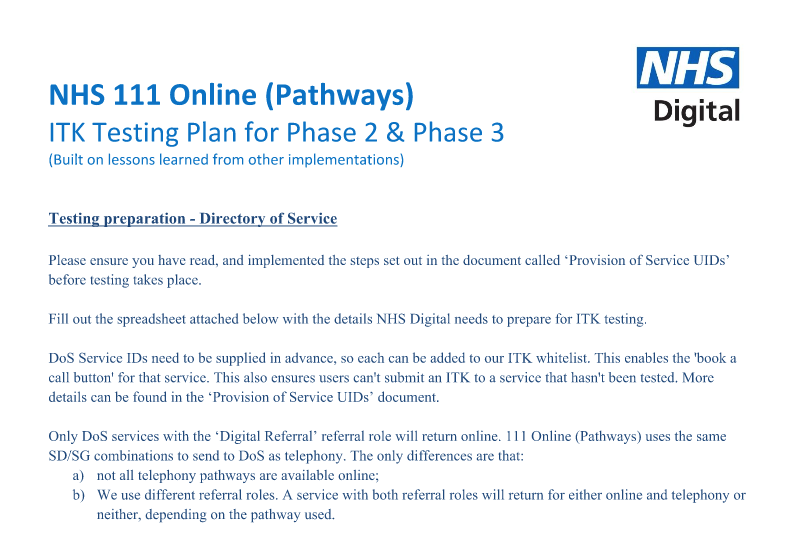 NHS
Digital
NHS 111 Online (Pathways)
ITK Testing Plan for Phase 2 & Phase 3
(Built on lessons learned from other implementations)
Testing preparation - Directory of Service
Please ensure you have read, and implemented the steps set out in the document called ‘Provision of Service UIDs’
before testing takes place.
Fill out the spreadsheet attached below with the details NHS Digital needs to prepare for ITK testing.
DoS Service IDs need to be supplied in advance, so each can be added to our ITK whitelist. This enables the 'book a
call button' for that service. This also ensures users can't submit an ITK to a service that hasn't been tested. More
details can be found in the ‘Provision of Service UIDs’ document.
Only DoS services with the ‘Digital Referral’ referral role will return online. 111 Online (Pathways) uses the same
SD/SG combinations to send to DoS as telephony. The only differences are that:
a) not all telephony pathways are available online;
b) We use different referral roles. A service with both referral roles will return for either online and telephony or
neither, depending on the pathway used.